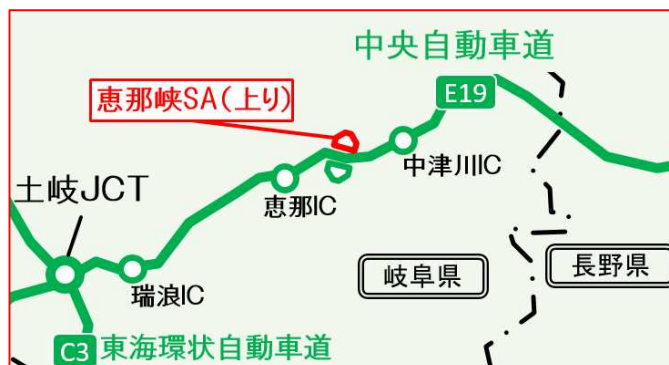 中央自動車道
E19
恵那峡SA(上り)
中津川IC
恵那IC
土岐JCT
瑞浪IC
岐阜県
長野県
C3 東海環状自動車道